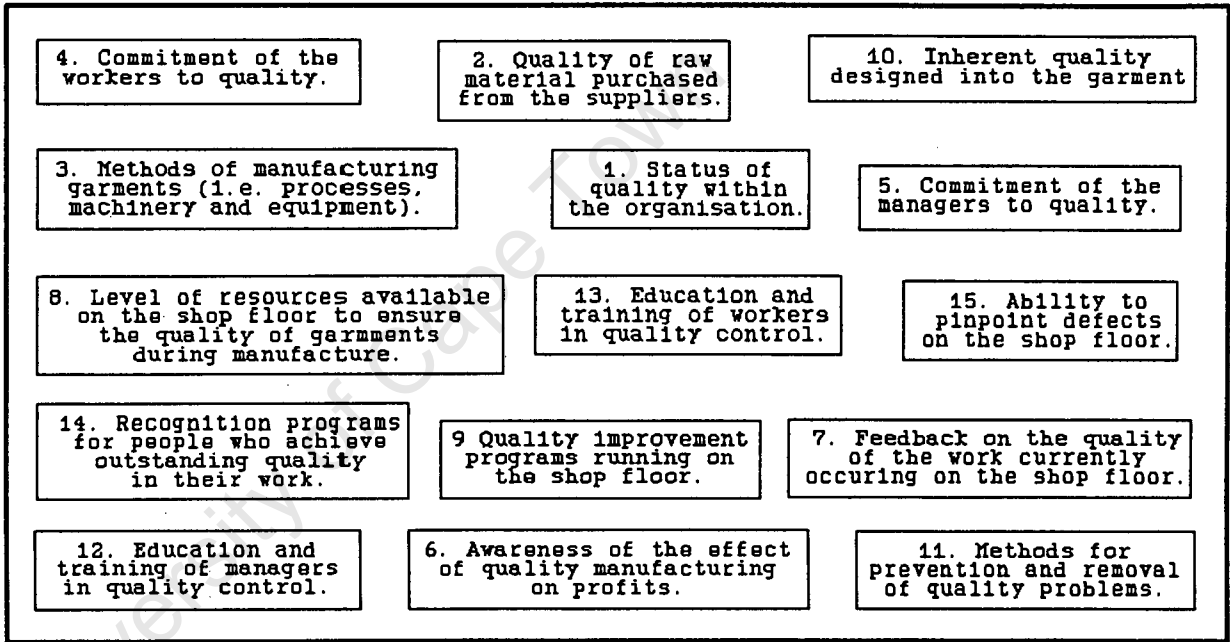 4. Commitment of the
workers to quality.
2. Quality of raw
material purchased
from the suppliers.
10. Inherent quality
designed into the garment
3. Methods of manufacturing
garments (i.e. processes,
machinery and equipment).
1. Status of
quality within
the organisation.
5. Commitment of the
managers to quality.
8. Level of resources available
on the shop floor to ensure
the quality of garmments
during manufacture.
13. Education and
training of workers
in quality control.
15. Ability to
pinpoint defects
on the shop floor.
14. Recognition programs
for people who achieve
outstanding quality
in their work.
9 Quality improvement
programs running on
the shop floor.
7. Feedback on the quality
of the work currently
occuring on the shop floor.
12. Education and
training of managers
in quality control.
6. Awareness of the effect
of quality manufacturing
on profits.
11. Methods for
prevention and removal
of quality problems.
versity of Cape Town